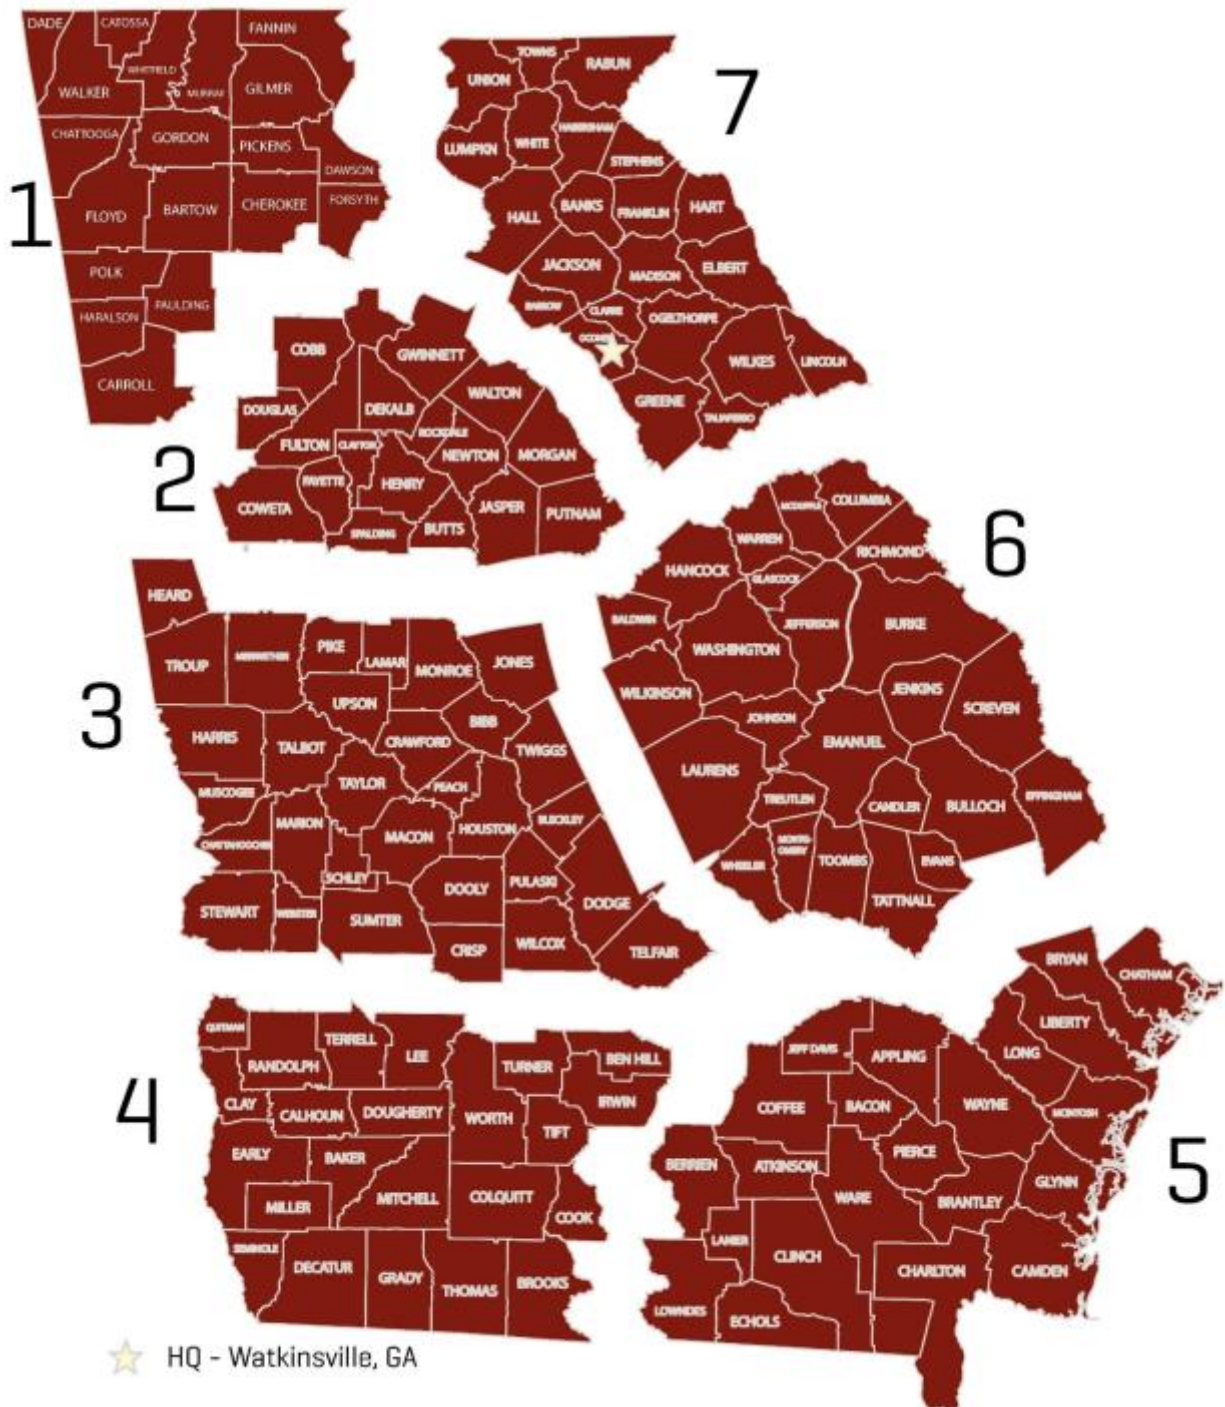 DADE
CATOSSA
FANNIN
WHITFIELD
MURRAY
GILMER
WALKER
CHATTOOGA
GORDON
PICKENS
DAWSON
1
FLOYD
BARTOW
CHEROKEE
FORSYTH
POLK
HARALSON
PAULDING
CARROLL
7
TOWNS
UNION
RABUN
LUMPKN
WHITE
HABERSHAM
STEPHENS
HALL
BANKS
FRANKLIN
HART
JACKSON
MADISON
ELBERT
BARROW
CLARKE
OGELTHORPE
WILKES
LINCOLN
GREENE
TALIAFERRO
2
COBB
GWINNETT
DOUGLAS
DEKALB
WALTON
FULTON
CLAYTON
ROCKDALE
NEWTON
MORGAN
COWETA
FAYETTE
HENRY
JASPER
PUTNAM
SPALDING
BUTTS
6
COLUMBIA
MCDUFFIE
WARREN
RICHMOND
HANCOCK
GLASCOCK
BALDWIN
JEFFERSON
BURKE
WASHINGTON
WILKINSON
JENKINS
JOHNSON
SCREVEN
EMANUEL
LAURENS
TREUTLEN
CANDLER
BULLOCH
EFFINGHAM
WHEELER
MONTG-
OMERY
TOOMBS
EVANS
TATTNALL
3
HEARD
TROUP
MERIWETHER
PIKE
LAMAR
MONROE
JONES
UPSON
HARRIS
TALBOT
CRAWFORD
BIBB
TWIGGS
MUSCOGEE
TAYLOR
PEACH
MARION
MACON
HOUSTON
BLECKLEY
CHATTAHOOCHEE
SCHLEY
DOOLY
PULASKI
STEWART
WEBSTER
SUMTER
DODGE
CRISP
WILCOX
TELFAIR
4
QUITMAN
RANDOLPH
TERRELL
LEE
TURNER
BEN HILL
CLAY
CALHOUN
DOUGHERTY
WORTH
IRWIN
TIFT
EARLY
BAKER
MILLER
MITCHELL
COLQUITT
COOK
SEMINOLE
DECATUR
GRADY
THOMAS
BROOKS
5
BRYAN
CHATHAM
LIBERTY
JEFF DAVIS
APPLING
LONG
COFFEE
BACON
WAYNE
MCINTOSH
BERRIEN
ATKINSON
PIERCE
WARE
BRANTLEY
GLYNN
LANIER
CLINCH
CHARLTON
CAMDEN
LOWNDES
ECHOLS
HQ - Watkinsville, GA